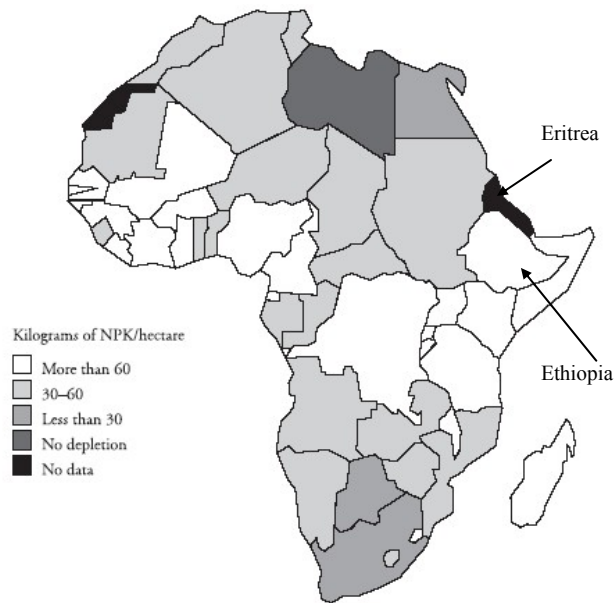 Eritrea
Ethiopia
Kilograms of NPK/hectare
More than 60
30–60
Less than 30
No depletion
No data